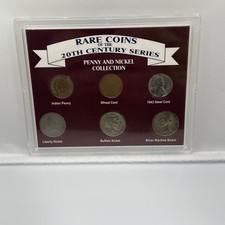 RARE COINS
OF THE
20TH CENTURY SERIES
PENNY AND NICKEL
COLLECTION
Indian Penny
Wheat Cent
1943 Steel Cent
Liberty Nickel
Buffalo Nickel
Silver Wartime Nickel